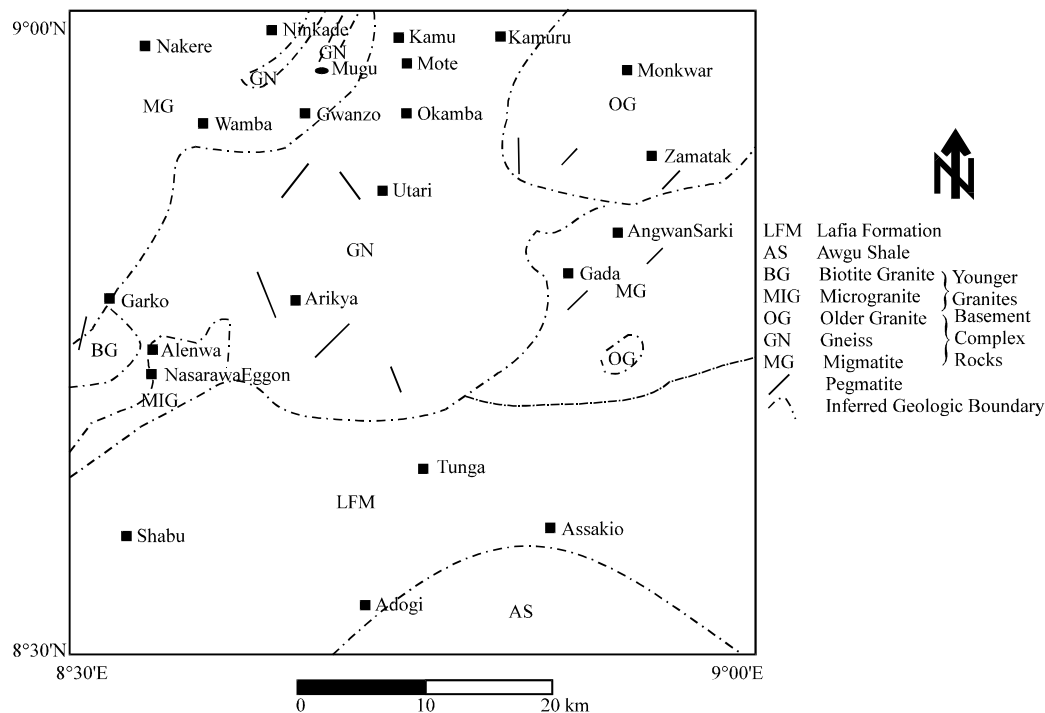 9°00'N
Ninkade
Nakere
Kamu
Kamuru
GN
Mugu
Mote
GN
Monkwar
MG
OG
Wamba
Gwanzo
Okamba
Zamatak
Utari
N
AngwanSarki
GN
Gada
MG
Garko
Arikya
BG
Alenwa
OG
NasarawaEggon
MIG
Tunga
LFM
Shabu
Assakio
Adogi
AS
8°30'N
8°30'E
9°00'E
0 10 20 km
LFM Lafia Formation
AS Awgu Shale
BG Biotite Granite
MIG Microgranite
Younger
Granites
OG Older Granite
GN Gneiss
MG Migmatite
Basement
Complex
Rocks
Pegmatite
Inferred Geologic Boundary